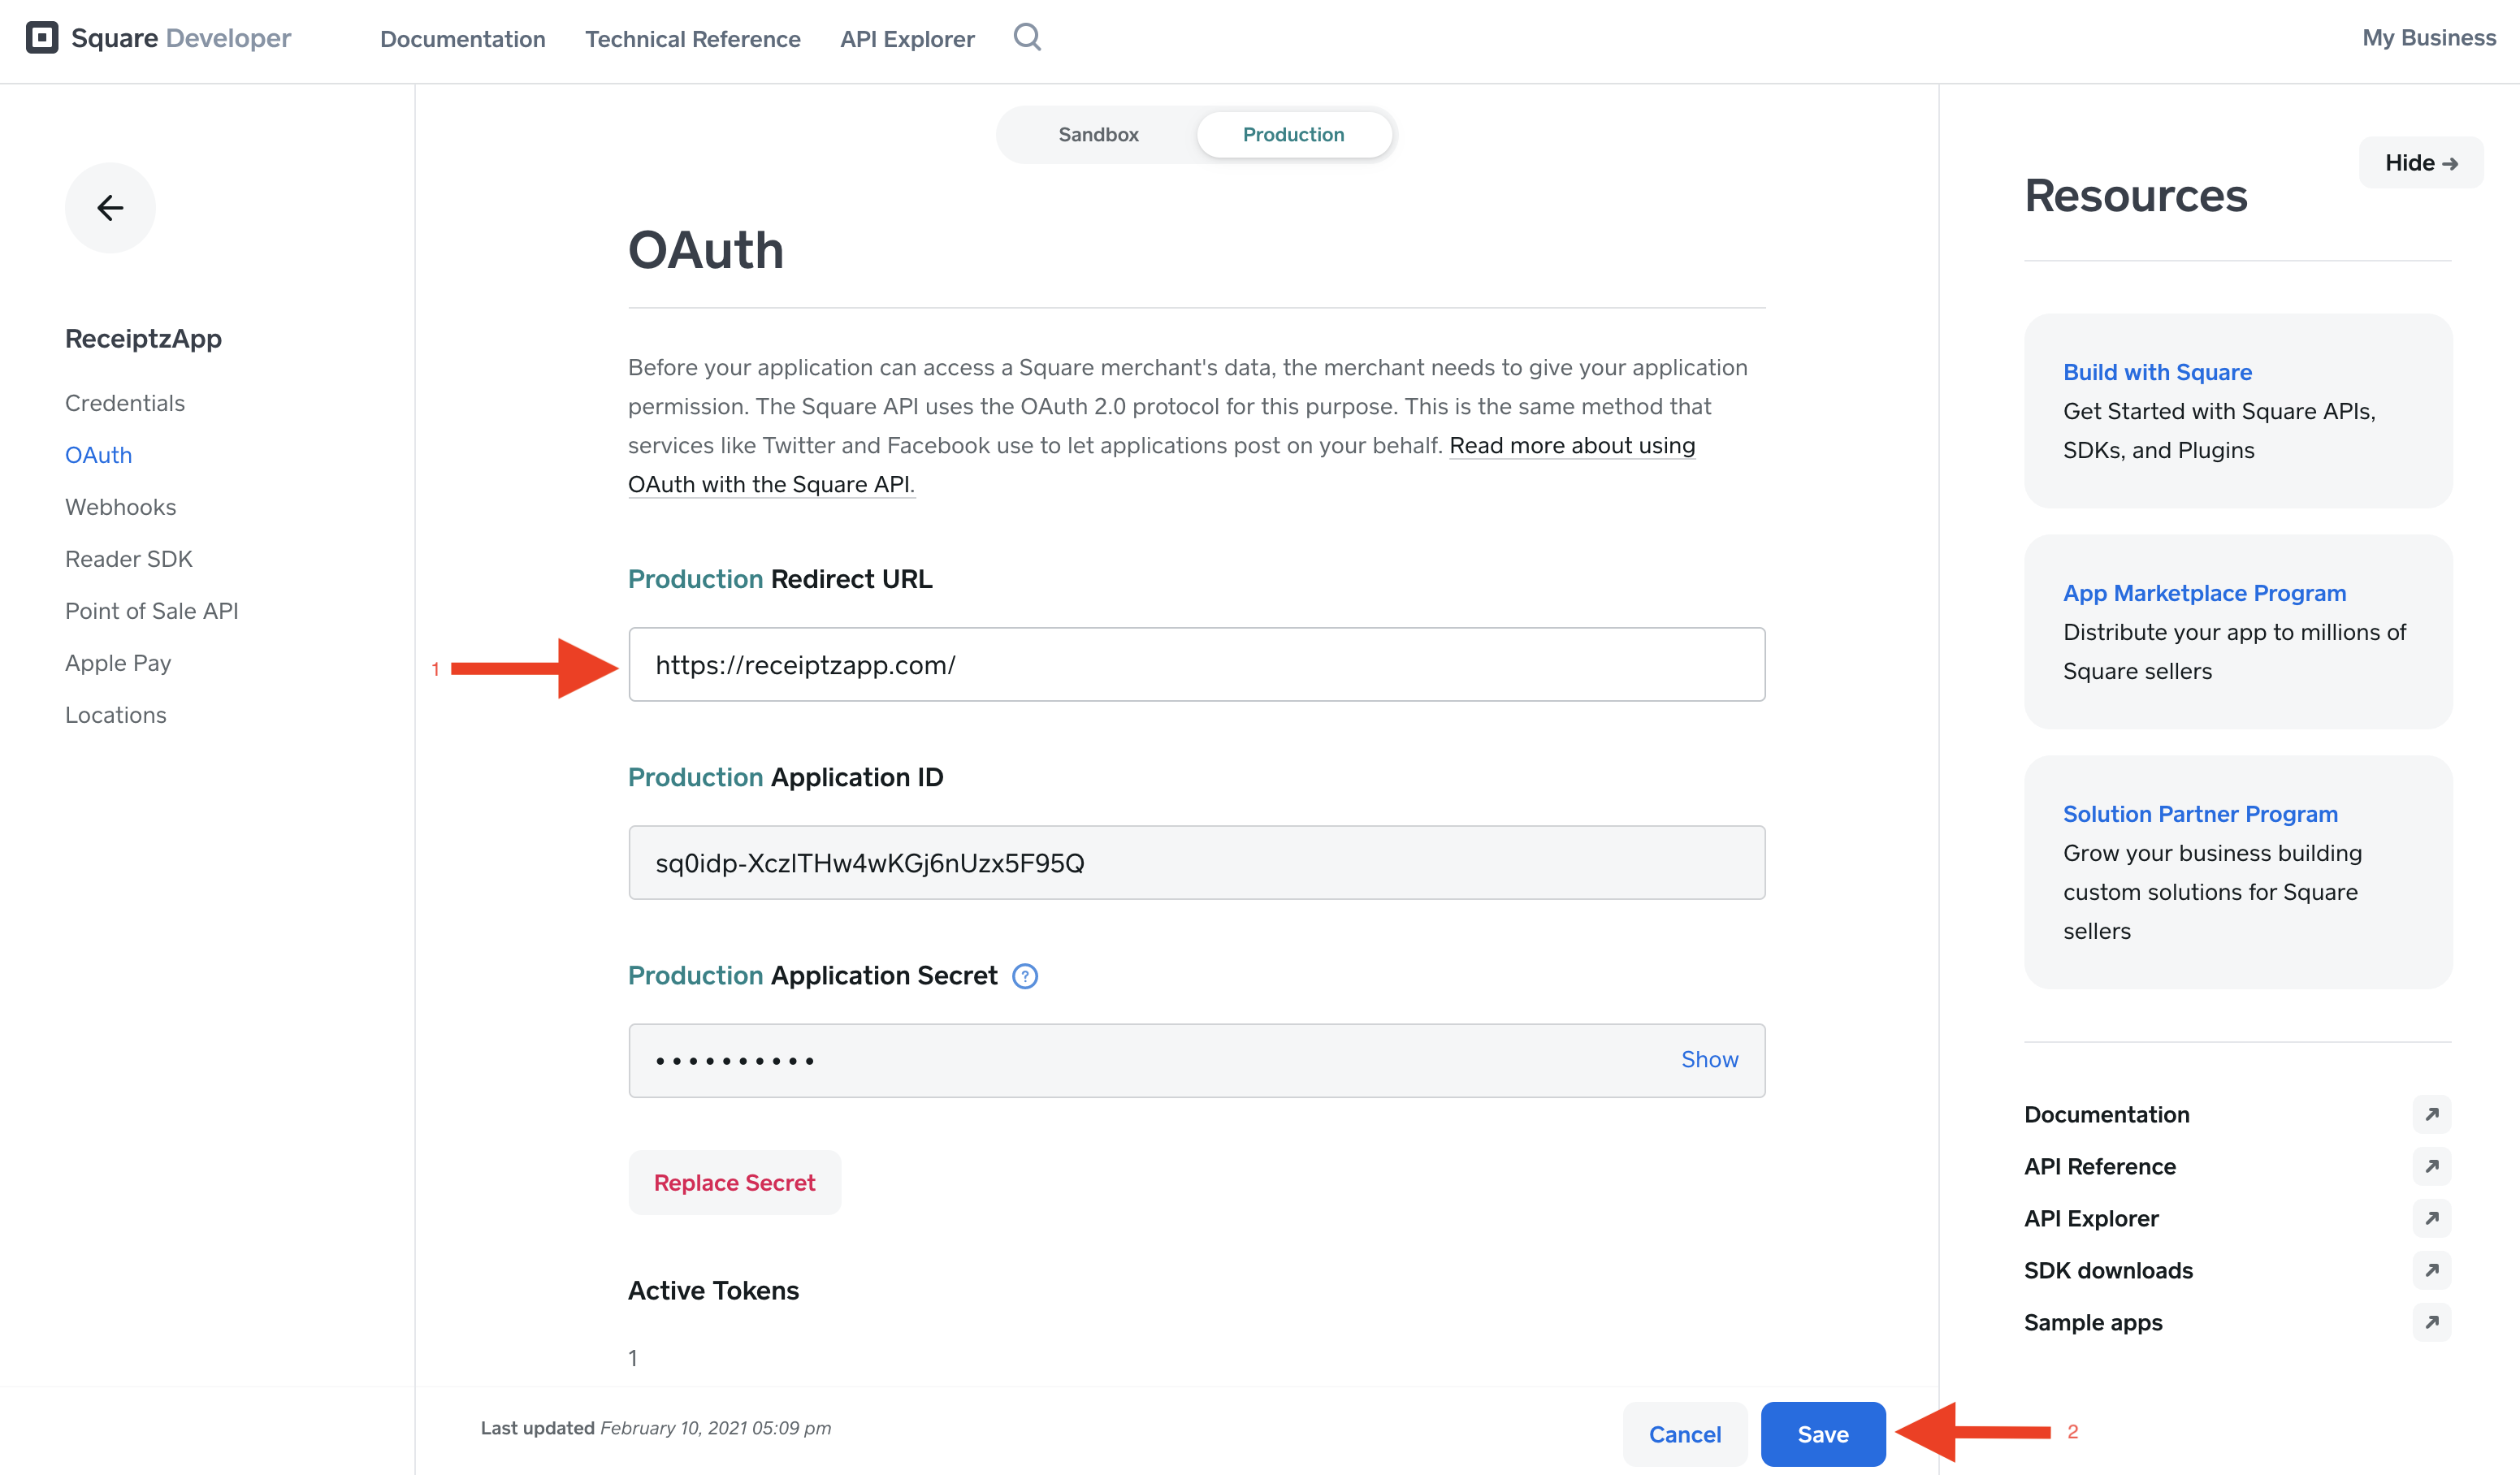 Square Developer
Documentation
Technical Reference
API Explorer
My Business
Sandbox
Production
Hide →
ReceiptzApp
Credentials
OAuth
Webhooks
Reader SDK
Point of Sale API
Apple Pay
Locations
OAuth
Before your application can access a Square merchant's data, the merchant needs to give your application
permission. The Square API uses the OAuth 2.0 protocol for this purpose. This is the same method that
services like Twitter and Facebook use to let applications post on your behalf. Read more about using
OAuth with the Square API.
Production Redirect URL
1
https://receiptzapp.com/
Production Application ID
sq0idp-XczlTHw4wKGj6nUzx5F95Q
Production Application Secret ?
••••••••••
Show
Replace Secret
Active Tokens
1
Last updated February 10, 2021 05:09 pm
Cancel
Save
2
Resources
Build with Square
Get Started with Square APIs,
SDKs, and Plugins
App Marketplace Program
Distribute your app to millions of
Square sellers
Solution Partner Program
Grow your business building
custom solutions for Square
sellers
Documentation
API Reference
API Explorer
SDK downloads
Sample apps